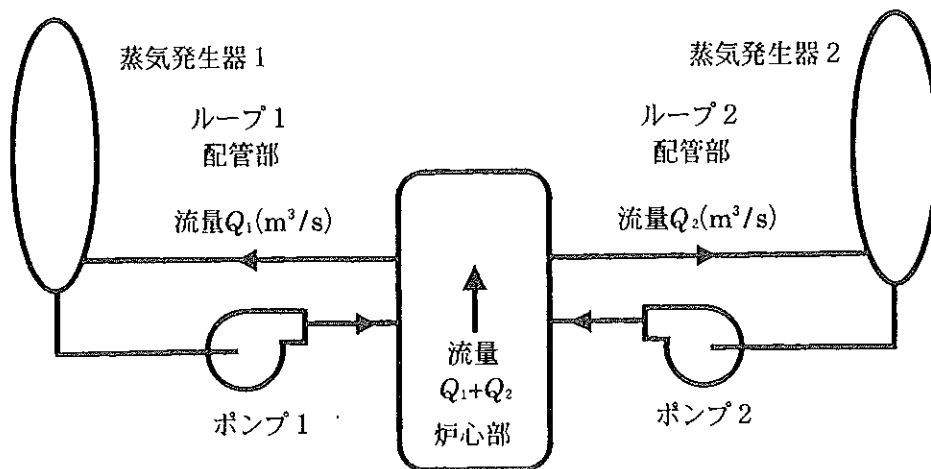 蒸気発生器1
蒸気発生器2
ループ1
配管部
ループ2
配管部
流量Q₁(m³/s)
流量Q₂(m³/s)
流量
Q₁+Q₂
炉心部
ポンプ1
ポンプ2